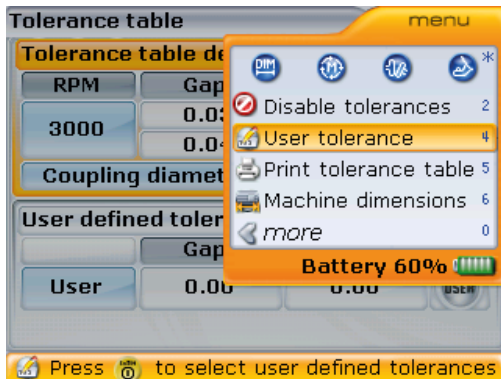 Tolerance table
menu
Tolerance table de
RPM Gap
3000
0.0
0.0
Coupling diamet
User defined toler
Gap
User 0.00 0.00 USER
DIM
*
Disable tolerances 2
User tolerance 4
Print tolerance table 5
Machine dimensions 6
more 0
Battery 60%
Press to select user defined tolerances